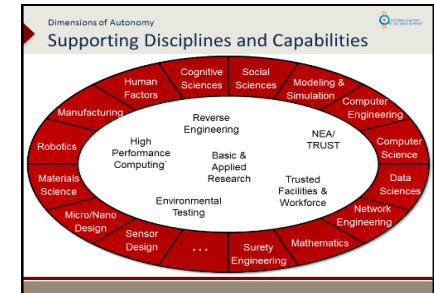 Dimensions of Autonomy
Supporting Disciplines and Capabilities
Cognitive
Sciences
Social
Sciences
Human
Factors
Modeling &
Simulation
Manufacturing
Computer
Engineering
Robotics
Computer
Science
Materials
Science
Data
Sciences
Micro/Nano
Design
Network
Engineering
Sensor
Design
...
Surety
Engineering
Mathematics
Reverse
Engineering
High
Performance
Computing`
NEA/
TRUST
Basic &
Applied
Research
Trusted
Facilities &
Workforce
Environmental
Testing